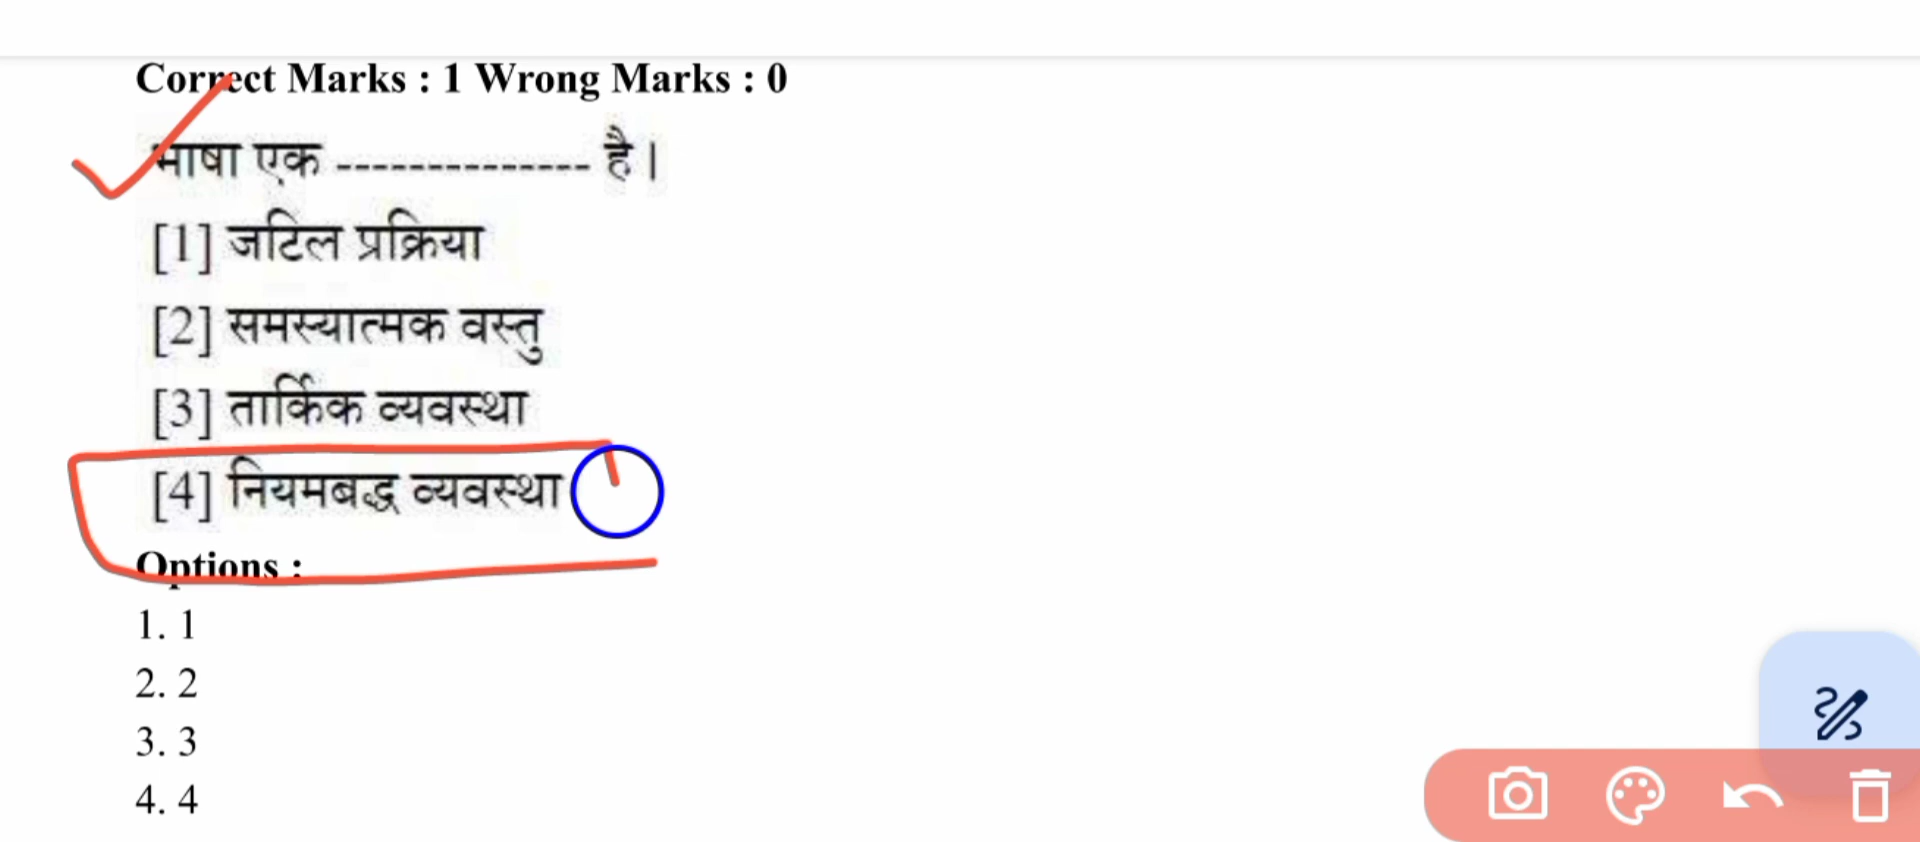 Correct Marks : 1 Wrong Marks : 0
भाषा एक -------------- है।
[1] जटिल प्रक्रिया
[2] समस्यात्मक वस्तु
[3] तार्किक व्यवस्था
[4] नियमबद्ध व्यवस्था
Options :
1. 1
2. 2
3. 3
4. 4